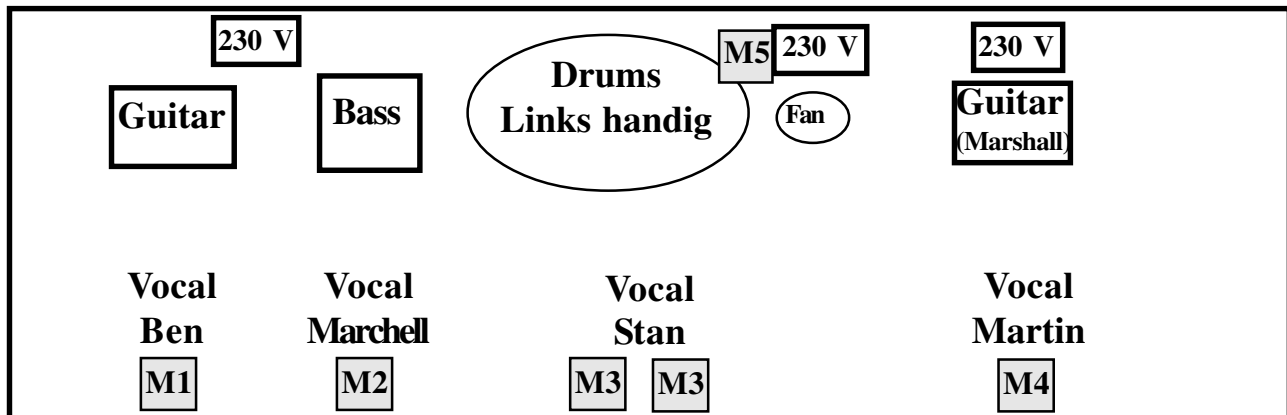 230 V
M5 230 V
230 V
Guitar
Bass
Drums
Links handig
Fan
Guitar
(Marshall)
Vocal
Ben
M1
Vocal
Marchell
M2
Vocal
Stan
M3 M3
Vocal
Martin
M4